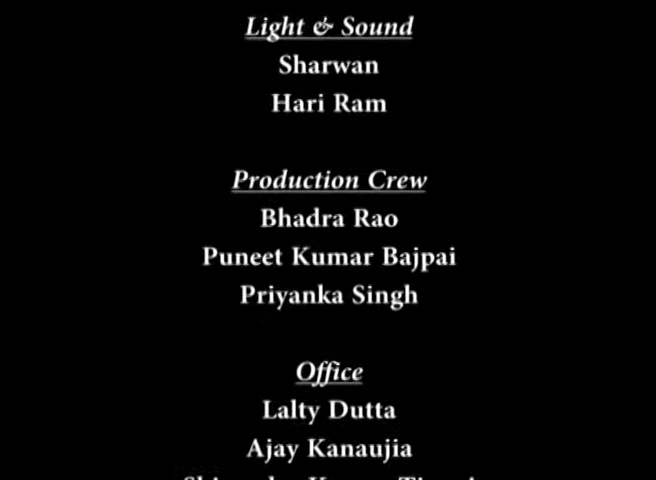 Light & Sound
Sharwan
Hari Ram
Production Crew
Bhadra Rao
Puneet Kumar Bajpai
Priyanka Singh
Office
Lalty Dutta
Ajay Kanaujia